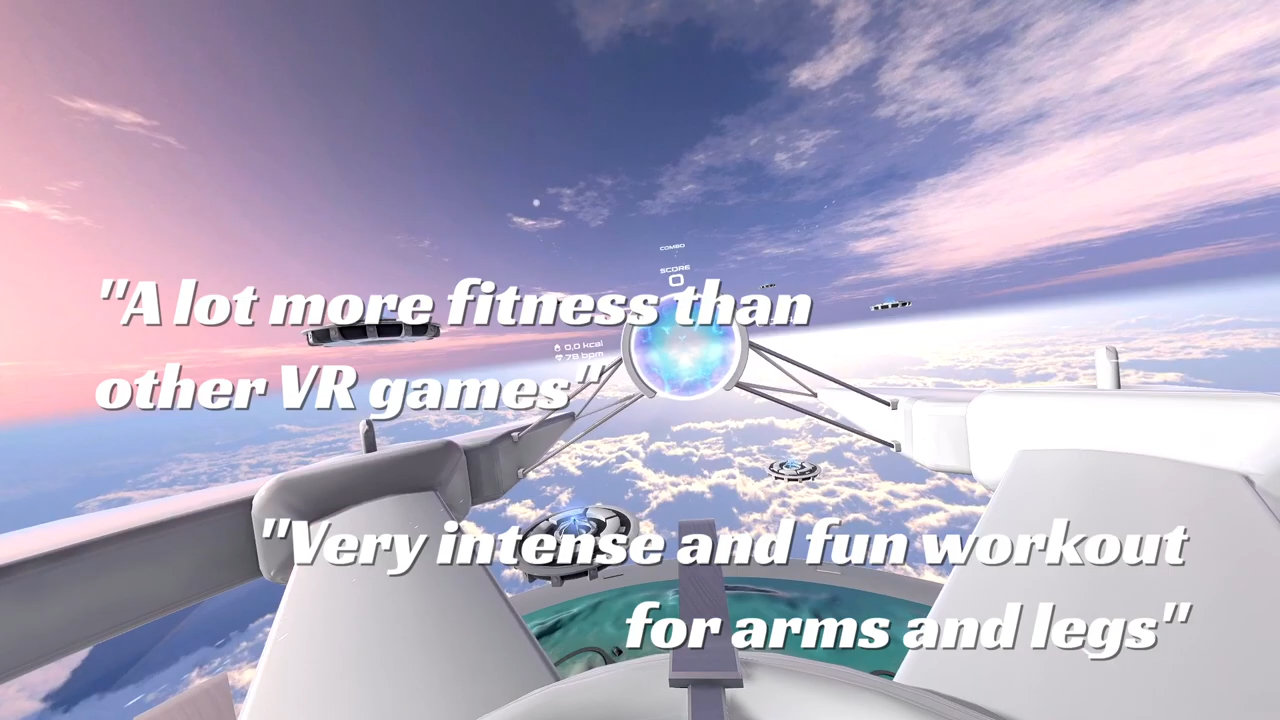 COMBO
SCORE
0
"A lot more fitness than
0,0 kcal
78 bpm
other VR games"
"Very intense and fun workout
for arms and legs"